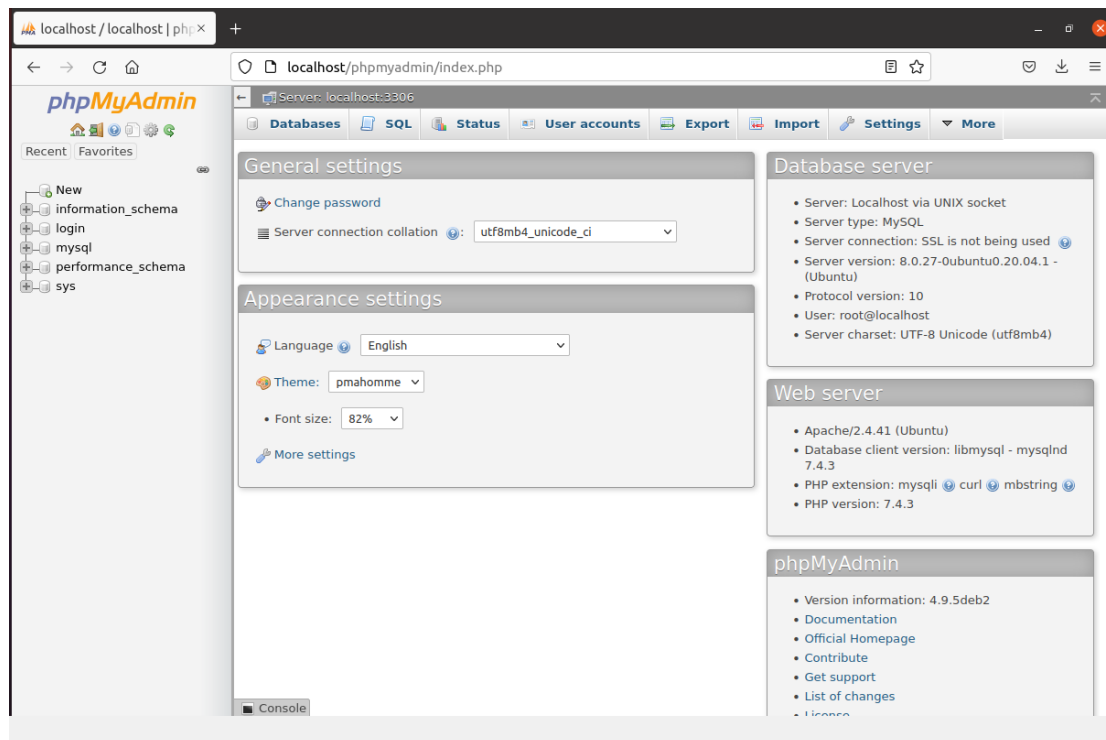 localhost / localhost | php
localhost/phpmyadmin/index.php
phpMyAdmin
Recent Favorites
New
information_schema
login
mysql
performance_schema
sys
Server: localhost:3306
Databases SQL Status User accounts Export Import Settings More
General settings
Change password
Server connection collation : utf8mb4_unicode_ci
Appearance settings
Language English
Theme: pmahomme
• Font size: 82%
More settings
Database server
• Server: Localhost via UNIX socket
• Server type: MySQL
• Server connection: SSL is not being used
• Server version: 8.0.27-0ubuntu0.20.04.1 -
(Ubuntu)
• Protocol version: 10
• User: root@localhost
• Server charset: UTF-8 Unicode (utf8mb4)
Web server
• Apache/2.4.41 (Ubuntu)
• Database client version: libmysql - mysqlnd
7.4.3
• PHP extension: mysqli curl mbstring
• PHP version: 7.4.3
phpMyAdmin
• Version information: 4.9.5deb2
• Documentation
• Official Homepage
• Contribute
• Get support
• List of changes
• License
Console